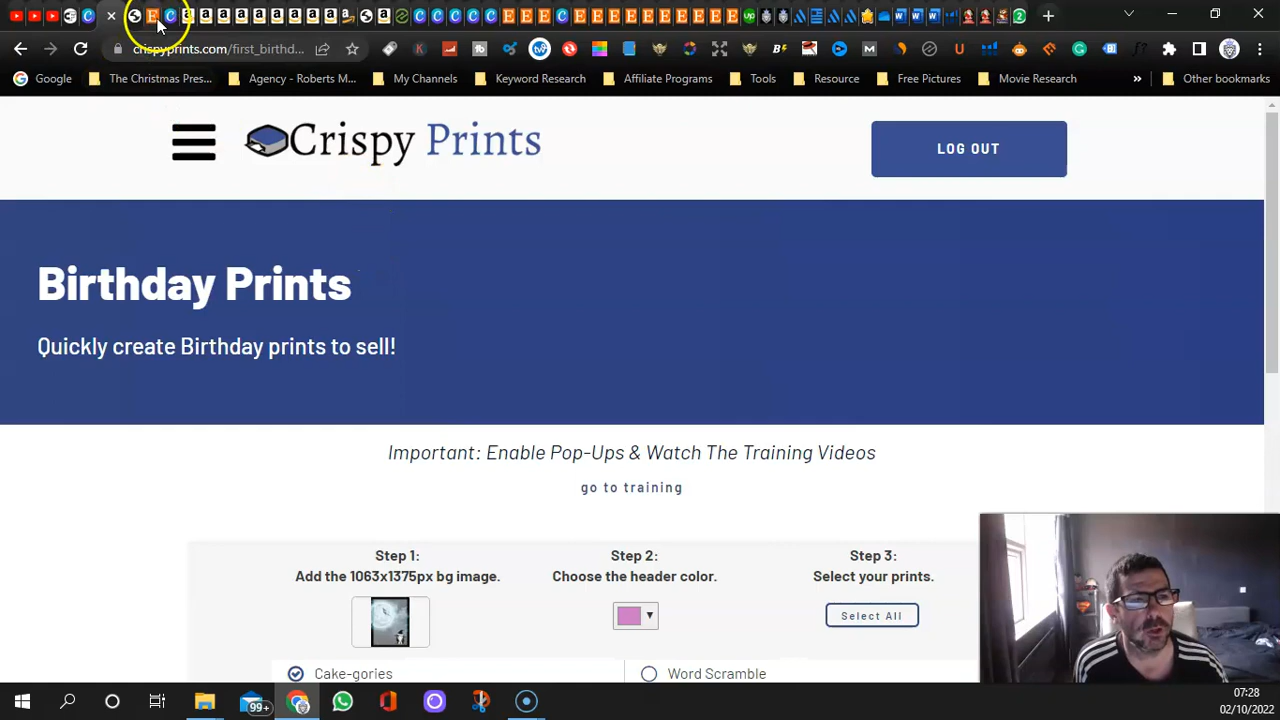 crispyprints.com/first_birthd...
Google
The Christmas Pres...
Agency - Roberts M...
My Channels
Keyword Research
Affiliate Programs
Tools
Resource
Free Pictures
Movie Research
»
Other bookmarks
Crispy Prints
LOG OUT
Birthday Prints
Quickly create Birthday prints to sell!
Important: Enable Pop-Ups & Watch The Training Videos
go to training
Step 1:
Add the 1063x1375px bg image.
Step 2:
Choose the header color.
Step 3:
Select your prints.
Select All
Cake-gories
Word Scramble
99+
07:28
02/10/2022